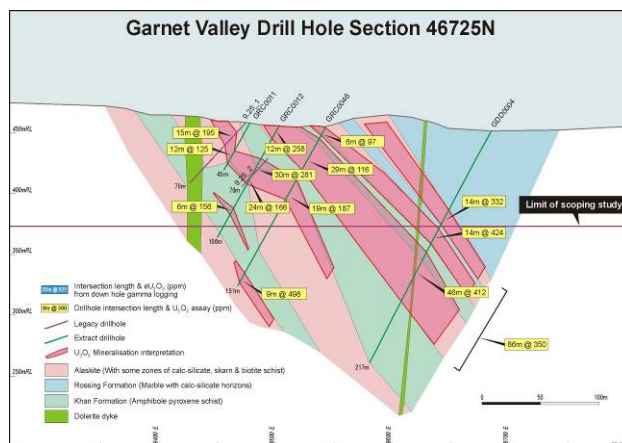 Garnet Valley Drill Hole Section 46725N
9.25_1
GRC0011
GRC0012
GRC0046
GDD0004
450mRL
400mRL
350mRL
300mRL
250mRL
15m @ 195
12m @ 125
12m @ 258
6m @ 97
30m @ 281
29m @ 116
9.25_2
6m @ 156
24m @ 166
19m @ 187
14m @ 332
14m @ 424
Limit of scoping study
9m @ 498
46m @ 412
86m @ 350
70m
45m
151m
217m
Intersection length & eU₃O₈ (ppm)
from down hole gamma logging
Drillhole intersection length & U₃O₈ assay (ppm)
Legacy drillhole
Extract drillhole
U₃O₈ Mineralisation interpretation
Alaskite (With some zones of calc-silicate, skarn & biotite schist)
Rossing Formation (Marble with calc-silicate horizons)
Khan Formation (Amphibole pyroxene schist)
Dolerite dyke
0 50 100m